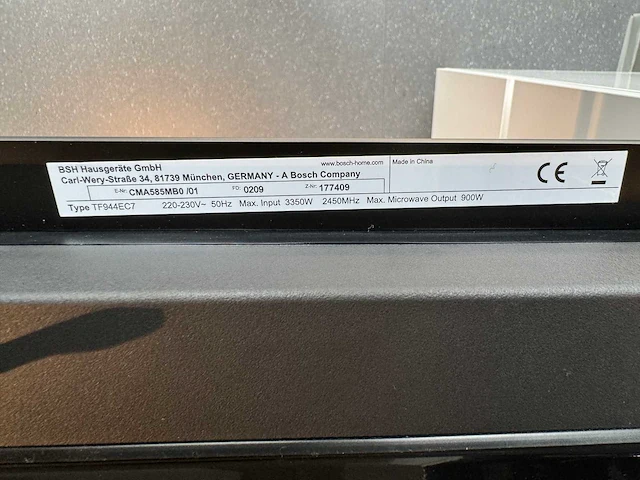 BSH Hausgeräte GmbH
www.bosch-home.com
Made in China
Carl-Wery-Straße 34, 81739 München, GERMANY - A Bosch Company
E-Nr. CMA585MB0 /01 FD: 0209 Z-Nr. 177409
CE
Type TF944EC7 220-230V~ 50Hz Max. Input 3350W 2450MHz Max. Microwave Output 900W